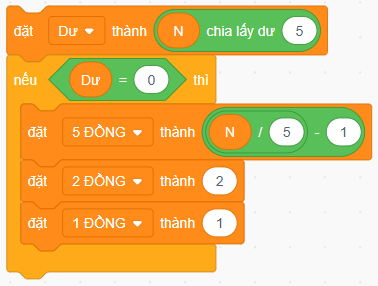 đặt Dư thành N chia lấy dư 5
nếu Dư = 0 thì
đặt 5 ĐỒNG thành N / 5 - 1
đặt 2 ĐỒNG thành 2
đặt 1 ĐỒNG thành 1